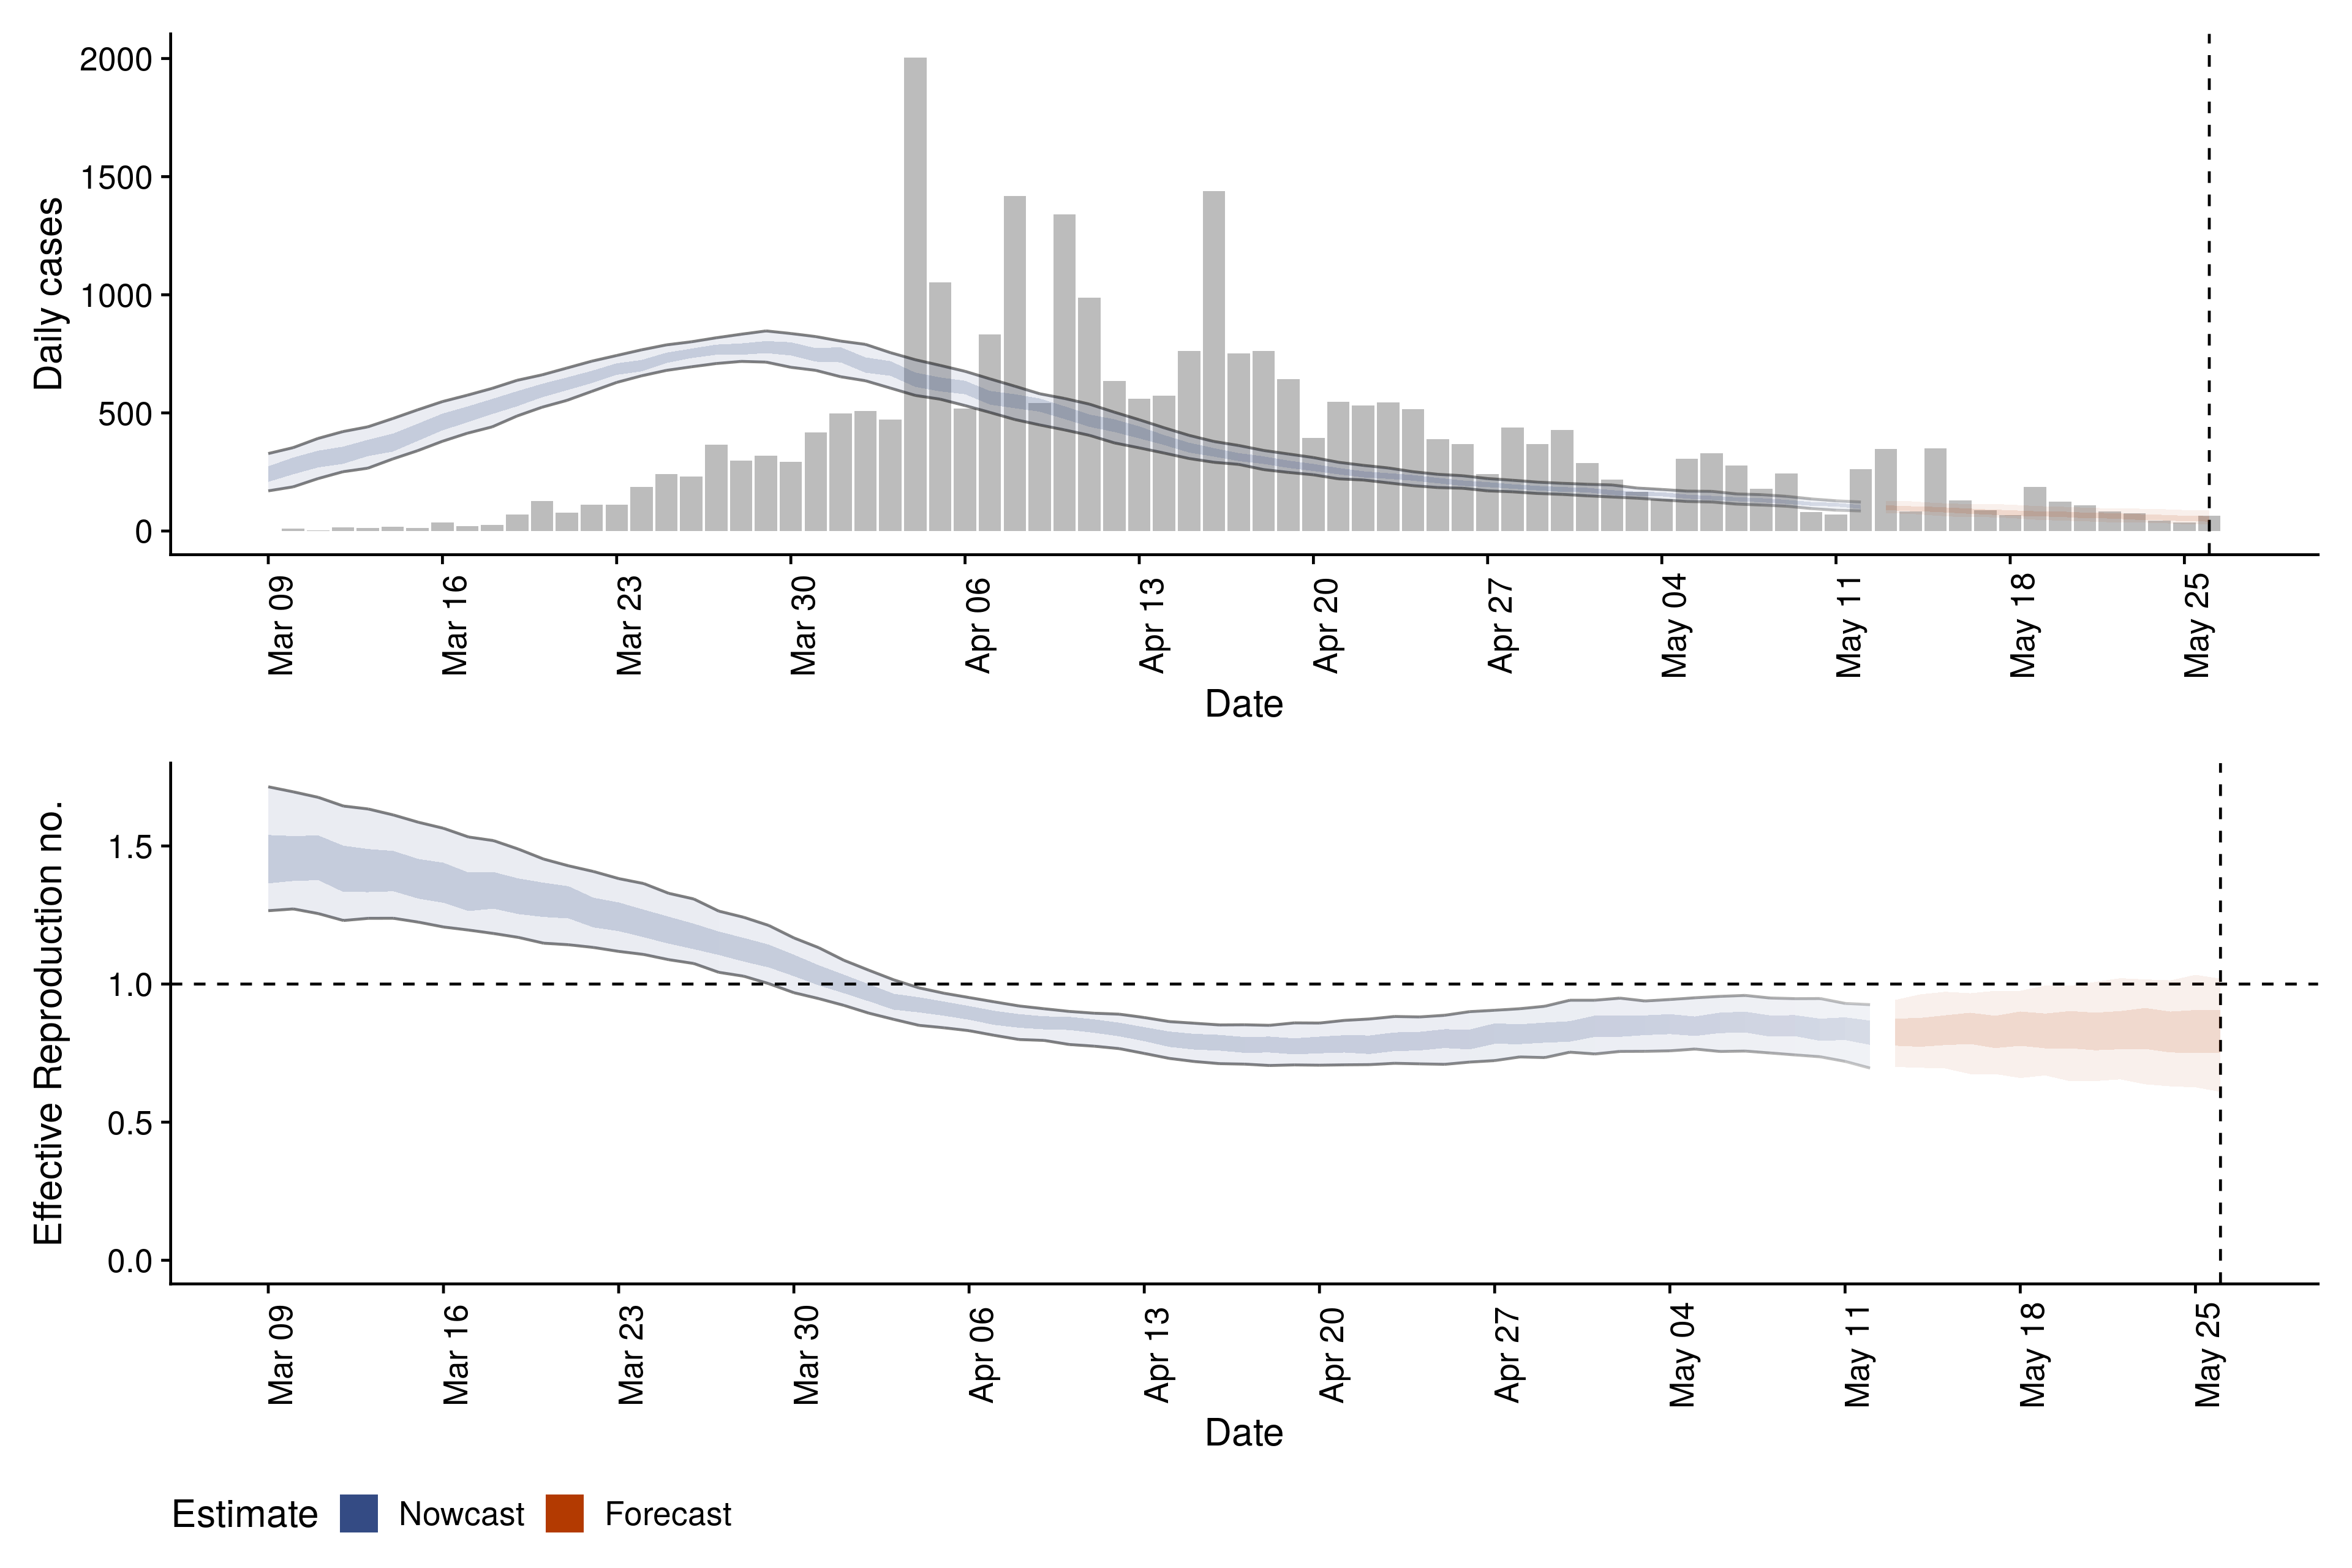 2000
1500
1000
500
0
Daily cases
Mar 09 Mar 16 Mar 23 Mar 30 Apr 06 Apr 13 Apr 20 Apr 27 May 04 May 11 May 18 May 25
Date
1.5
1.0
0.5
0.0
Effective Reproduction no.
Mar 09 Mar 16 Mar 23 Mar 30 Apr 06 Apr 13 Apr 20 Apr 27 May 04 May 11 May 18 May 25
Date
Estimate Nowcast Forecast